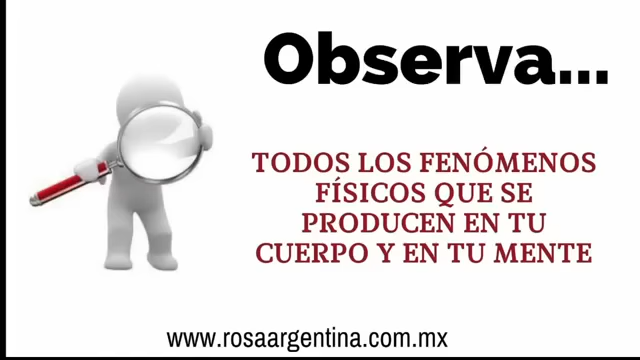 Observa...
TODOS LOS FENÓMENOS
FÍSICOS QUE SE
PRODUCEN EN TU
CUERPO Y EN TU MENTE
www.rosaargentina.com.mx